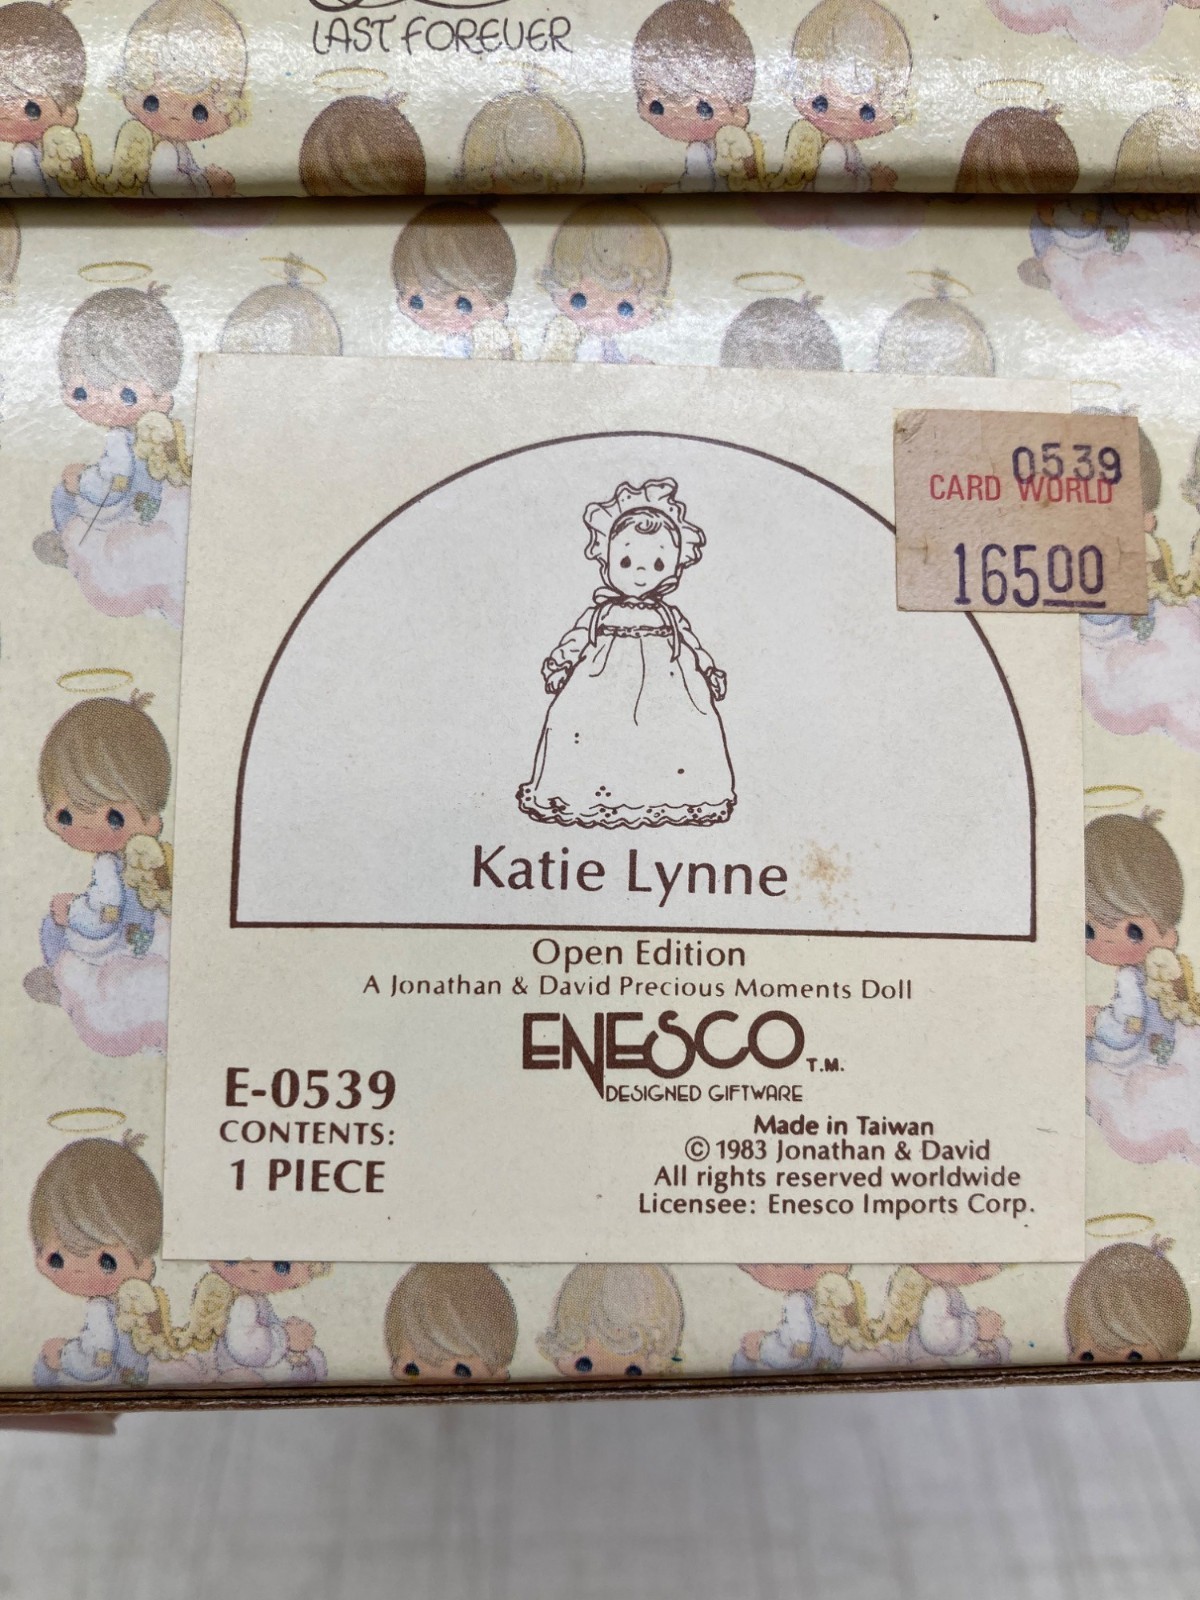 LAST FOREVER
0539
CARD WORLD
16500
Katie Lynne
Open Edition
A Jonathan & David Precious Moments Doll
ENESCO T.M.
DESIGNED GIFTWARE
E-0539
CONTENTS:
1 PIECE
Made in Taiwan
© 1983 Jonathan & David
All rights reserved worldwide
Licensee: Enesco Imports Corp.